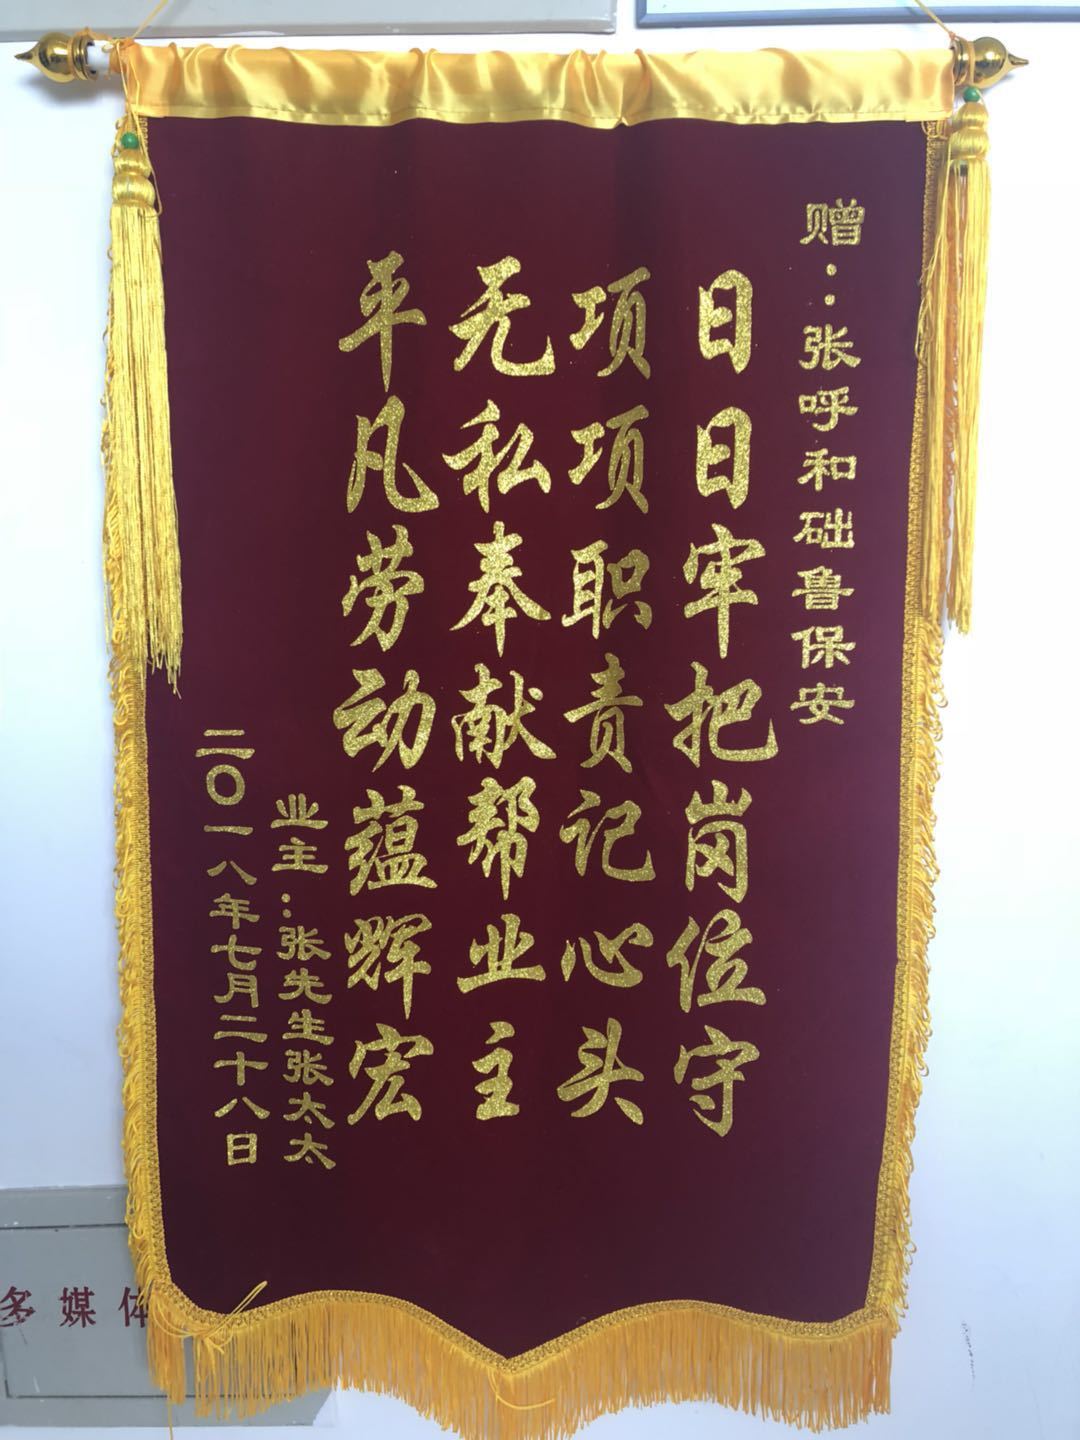 赠：张呼和础鲁保安
日日牢把岗位守
项项职责记心头
无私奉献帮业主
平凡劳动蕴辉宏
业主：张先生张太太
二〇一八年七月二十八日
多媒体